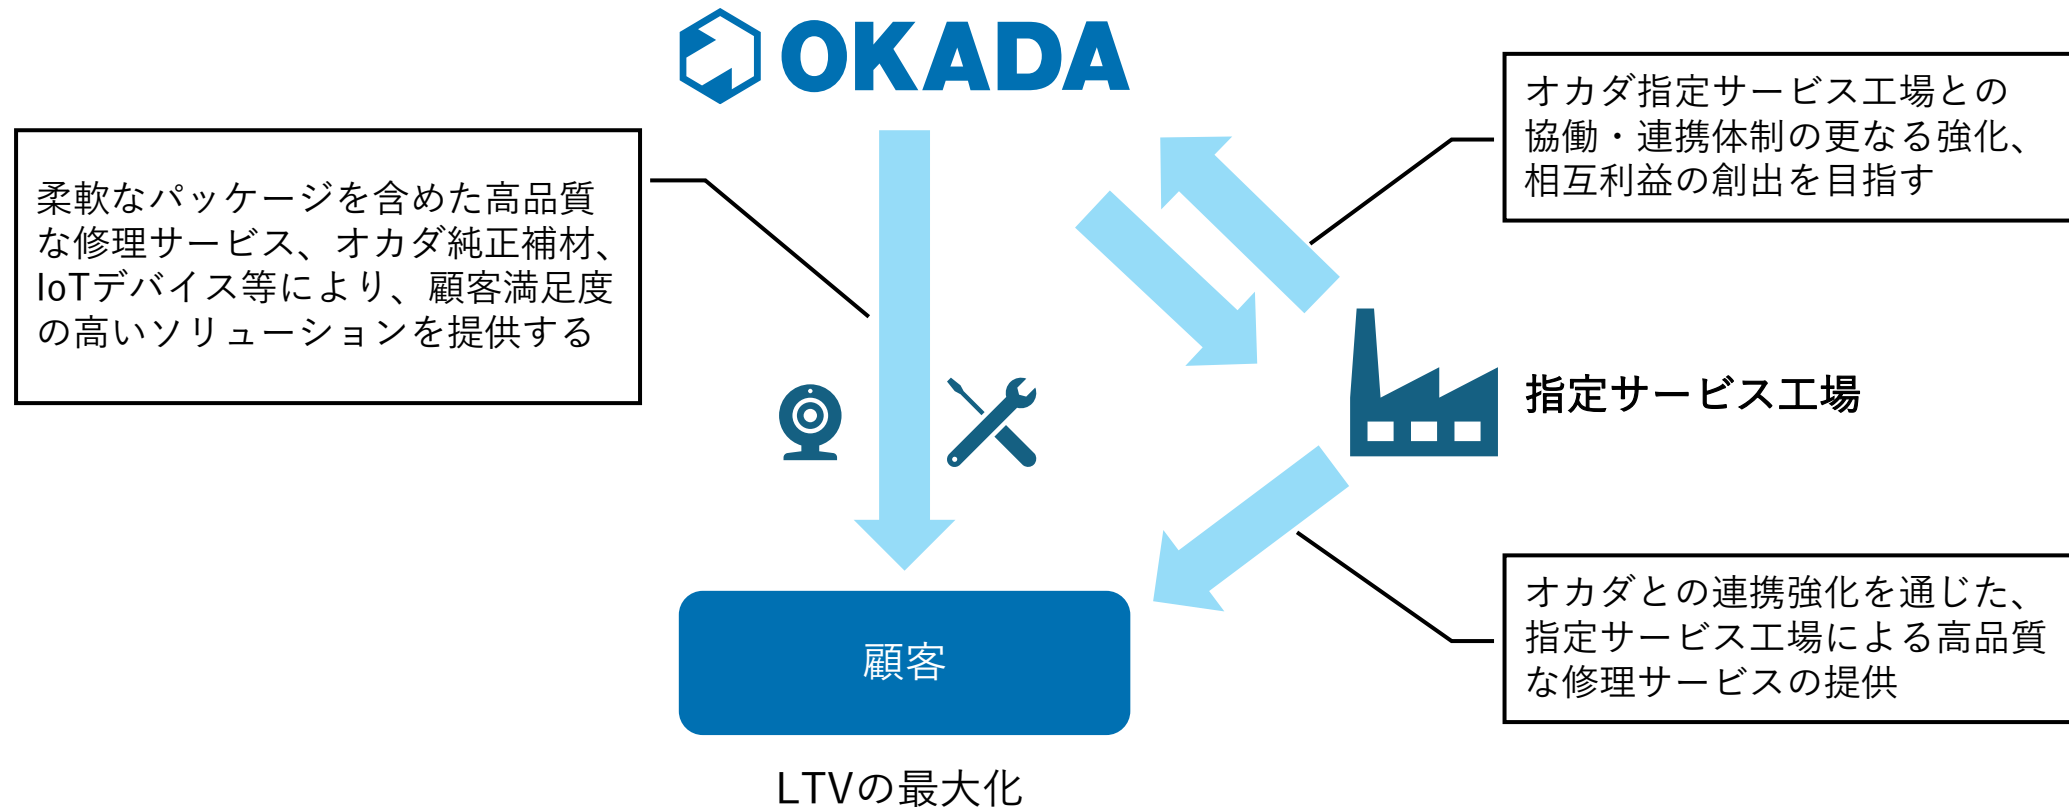 OKADA
オカダ指定サービス工場との
協働・連携体制の更なる強化、
相互利益の創出を目指す
柔軟なパッケージを含めた高品質
な修理サービス、オカダ純正補材、
IoTデバイス等により、顧客満足度
の高いソリューションを提供する
指定サービス工場
オカダとの連携強化を通じた、
指定サービス工場による高品質
な修理サービスの提供
顧客
LTVの最大化